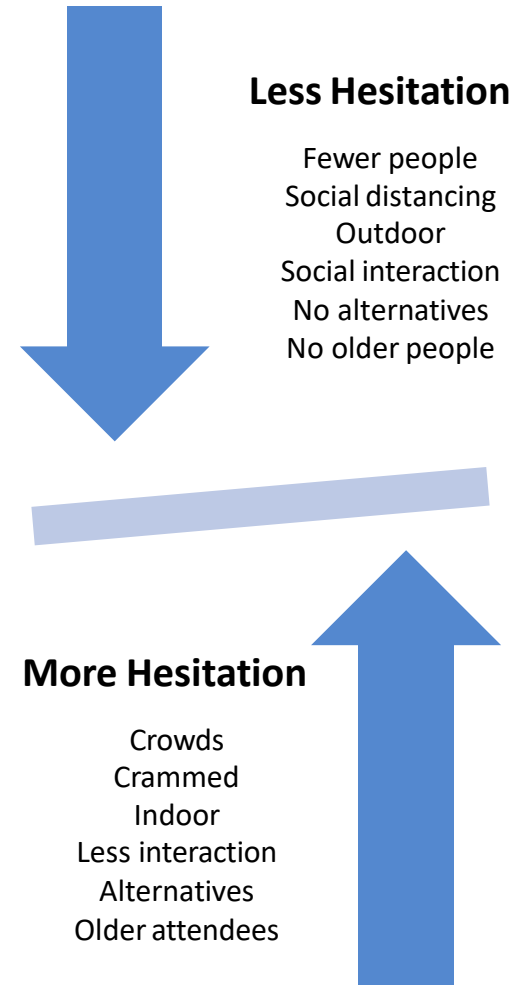 Less Hesitation
Fewer people
Social distancing
Outdoor
Social interaction
No alternatives
No older people
More Hesitation
Crowds
Crammed
Indoor
Less interaction
Alternatives
Older attendees